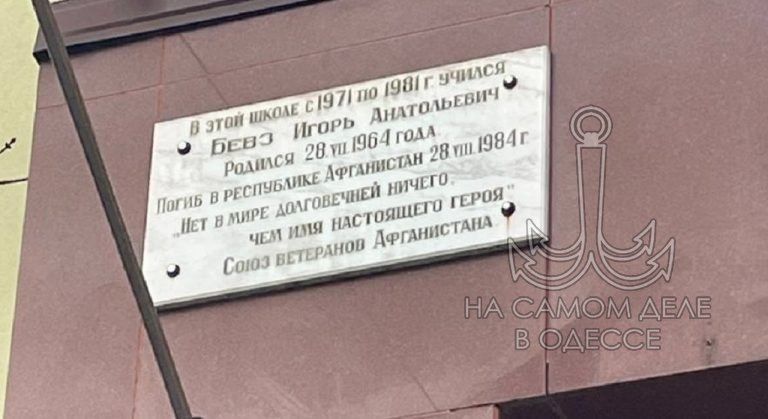 В этой школе с 1971 по 1981 г. учился
Бевз Игорь Анатольевич
Родился 28. VII. 1964 года.
Погиб в республике Афганистан 28. VIII. 1984 г.
„Нет в мире долговечней ничего,
чем имя настоящего героя"
Союз ветеранов Афганистана
НА САМОМ ДЕЛЕ
В ОДЕССЕ